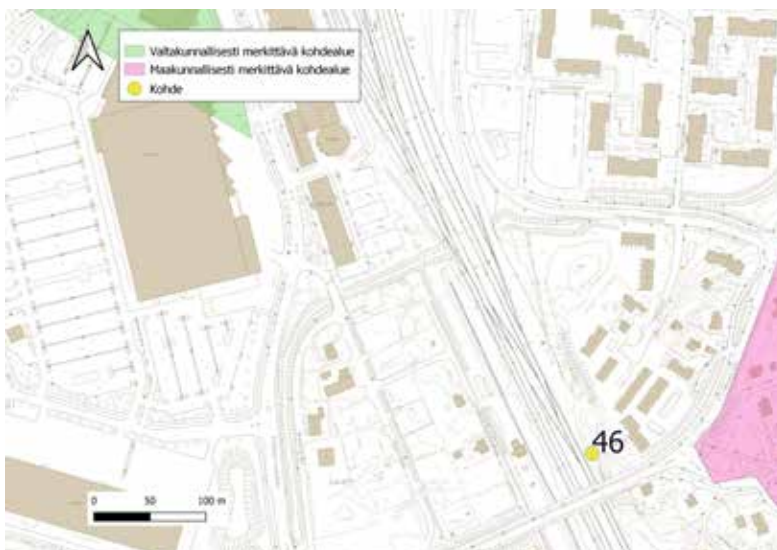 Valtakunnallisesti merkittävä kohdealue
Maakunnallisesti merkittävä kohdealue
Kohde
46
0 50 100 m